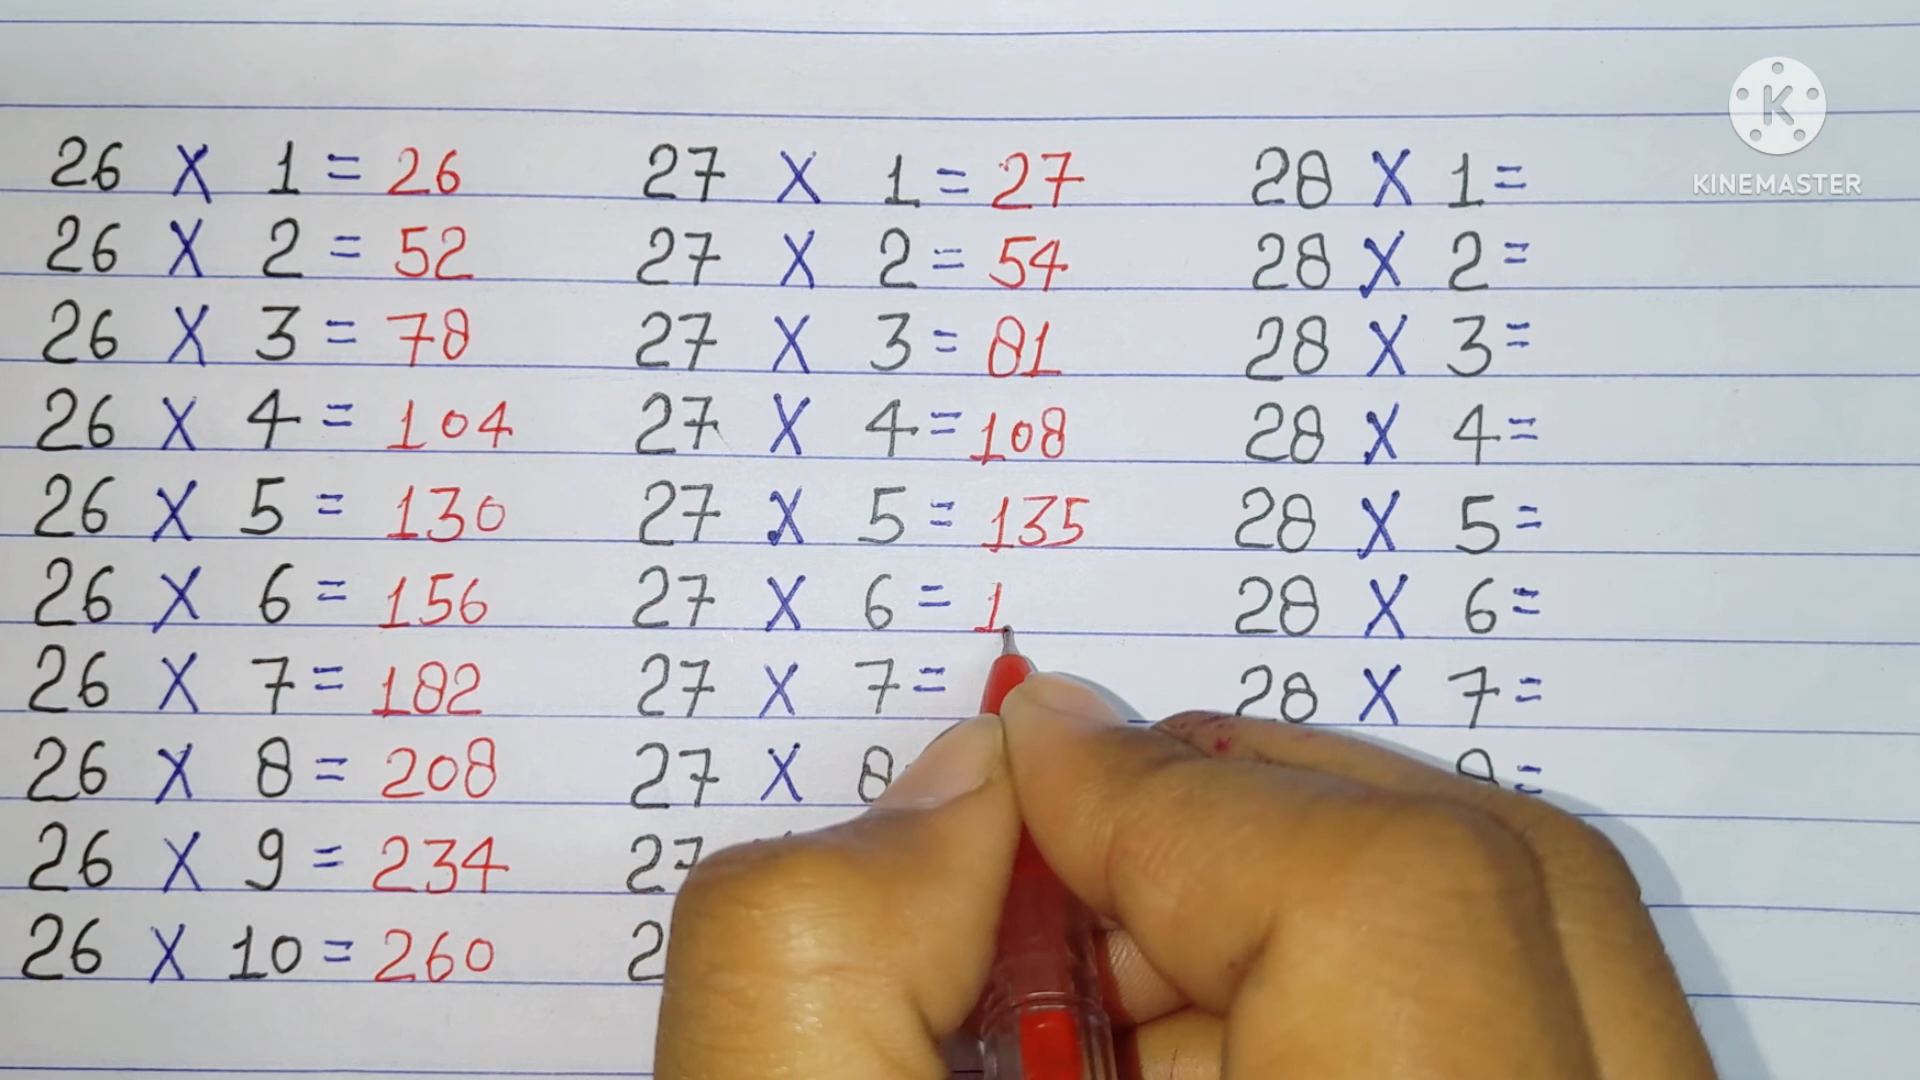 26 X 1 = 26 27 X 1 = 27 28 X 1 =
26 X 2 = 52 27 X 2 = 54 28 X 2 =
26 X 3 = 78 27 X 3 = 81 28 X 3 =
26 X 4 = 104 27 X 4 = 108 28 X 4 =
26 X 5 = 130 27 X 5 = 135 28 X 5 =
26 X 6 = 156 27 X 6 = 1 28 X 6 =
26 X 7 = 182 27 X 7 = 28 X 7 =
26 X 8 = 208 27 X 8 =
26 X 9 = 234 27
26 X 10 = 260 2
KINEMASTER